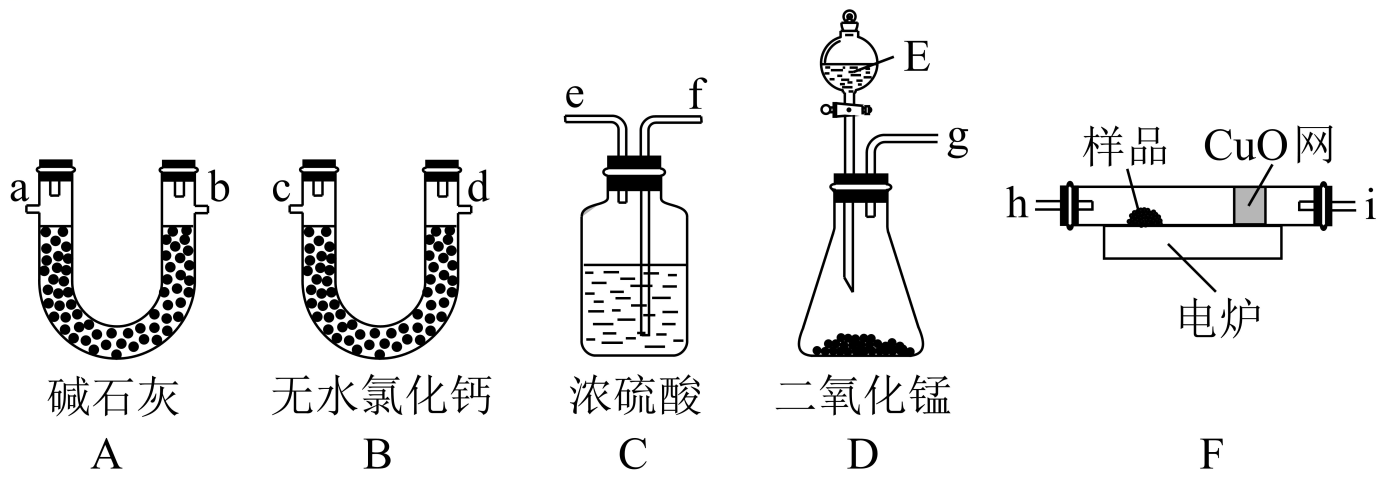 E
e f
g
样品 CuO网
a b c d
h i
电炉
碱石灰 无水氯化钙 浓硫酸 二氧化锰
A B C D F